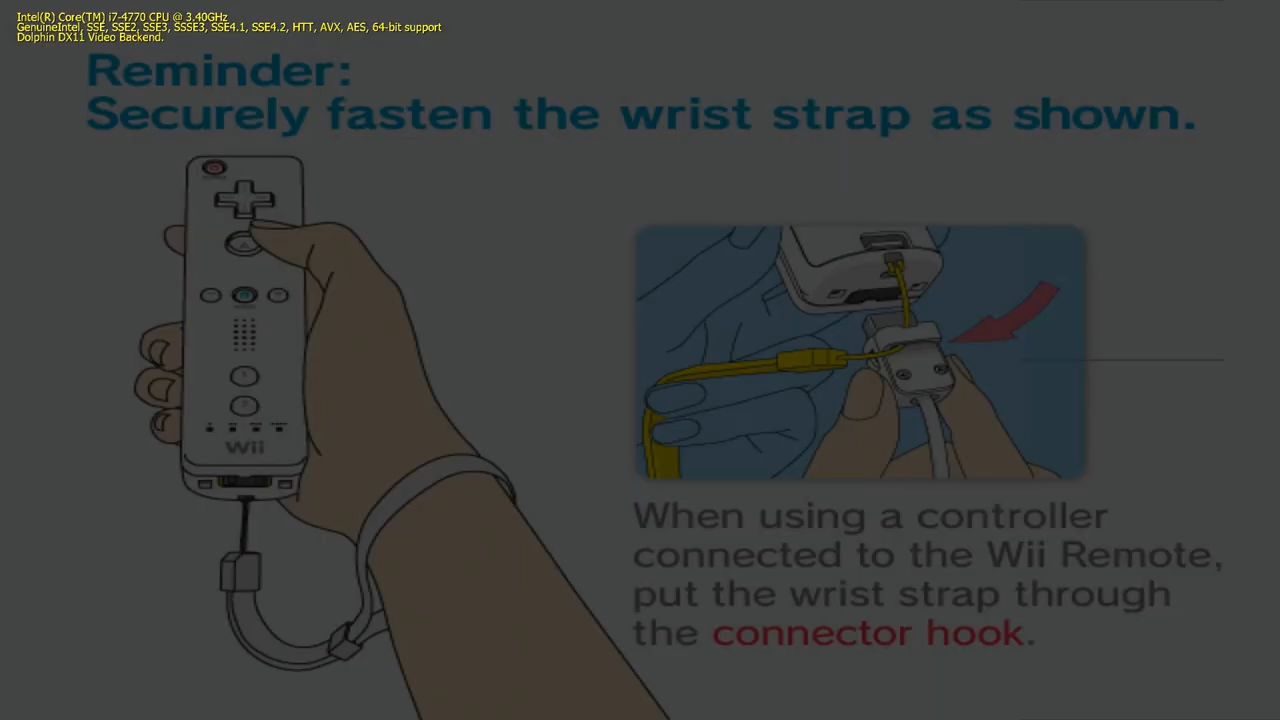 Intel(R) Core(TM) i7-4770 CPU @ 3.40GHz
GenuineIntel, SSE, SSE2, SSE3, SSSE3, SSE4.1, SSE4.2, HTT, AVX, AES, 64-bit support
Dolphin DX11 Video Backend.
Reminder:
Securely fasten the wrist strap as shown.
Wii
When using a controller
connected to the Wii Remote,
put the wrist strap through
the connector hook.